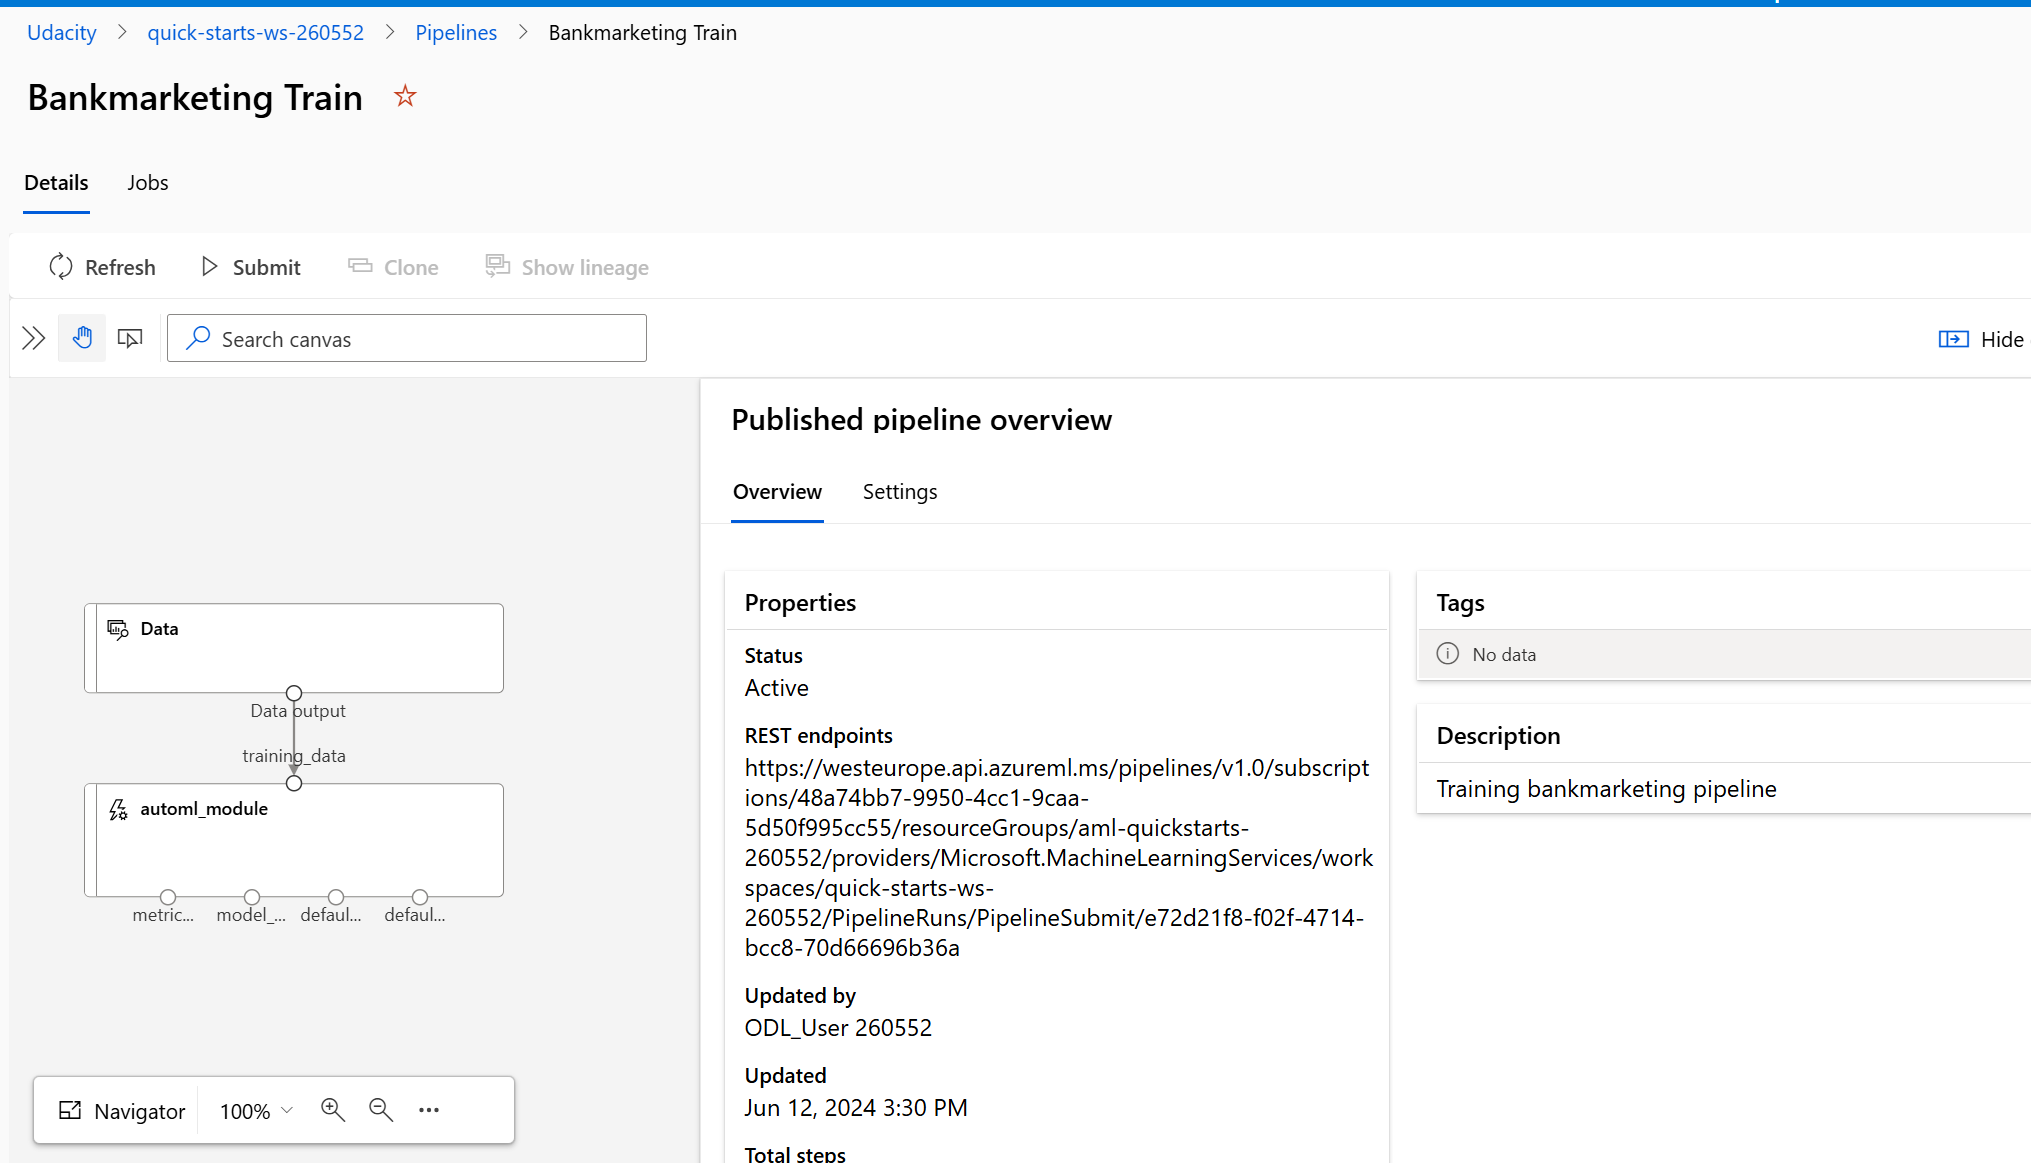 Udacity > quick-starts-ws-260552 > Pipelines > Bankmarketing Train
Bankmarketing Train
Details Jobs
Refresh Submit Clone Show lineage
Search canvas
Hide
Data
Data output
training_data
automl_module
metric... model_... defaul... defaul...
Navigator 100%
Published pipeline overview
Overview Settings
Properties
Status
Active
REST endpoints
https://westeurope.api.azureml.ms/pipelines/v1.0/subscript
ions/48a74bb7-9950-4cc1-9caa-
5d50f995cc55/resourceGroups/aml-quickstarts-
260552/providers/Microsoft.MachineLearningServices/work
spaces/quick-starts-ws-
260552/PipelineRuns/PipelineSubmit/e72d21f8-f02f-4714-
bcc8-70d66696b36a
Updated by
ODL_User 260552
Updated
Jun 12, 2024 3:30 PM
Total steps
Tags
No data
Description
Training bankmarketing pipeline